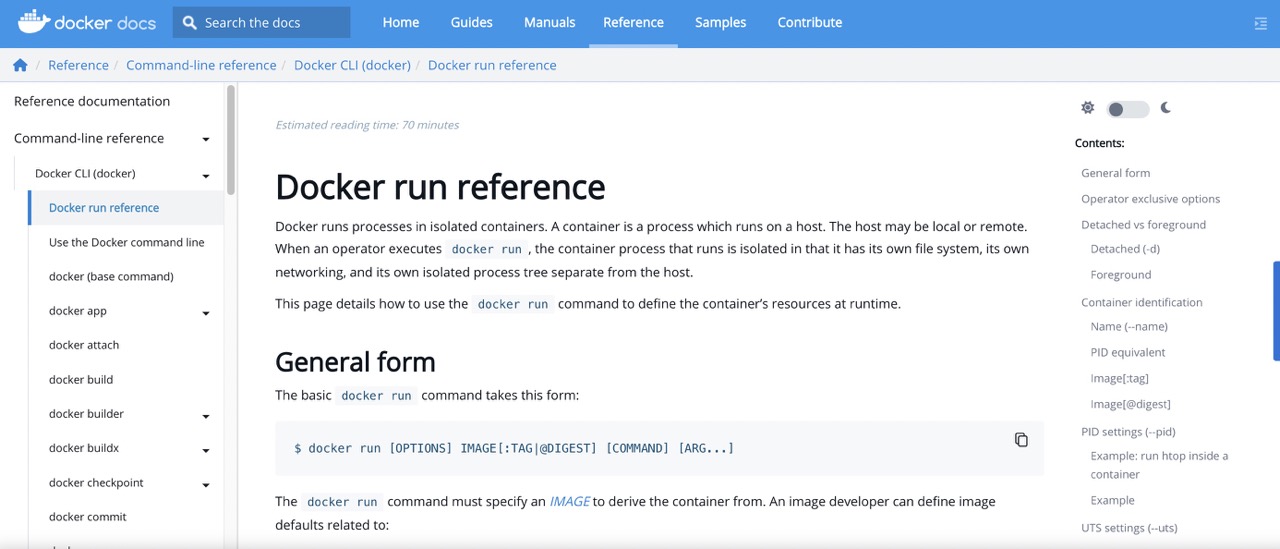 docker docs
Search the docs
Home
Guides
Manuals
Reference
Samples
Contribute
Reference / Command-line reference / Docker CLI (docker) / Docker run reference
Reference documentation
Command-line reference
Docker CLI (docker)
Docker run reference
Use the Docker command line
docker (base command)
docker app
docker attach
docker build
docker builder
docker buildx
docker checkpoint
docker commit
Estimated reading time: 70 minutes
Docker run reference
Docker runs processes in isolated containers. A container is a process which runs on a host. The host may be local or remote.
When an operator executes docker run , the container process that runs is isolated in that it has its own file system, its own
networking, and its own isolated process tree separate from the host.
This page details how to use the docker run command to define the container’s resources at runtime.
General form
The basic docker run command takes this form:
$ docker run [OPTIONS] IMAGE[:TAG|@DIGEST] [COMMAND] [ARG...]
The docker run command must specify an IMAGE to derive the container from. An image developer can define image
defaults related to:
Contents:
General form
Operator exclusive options
Detached vs foreground
Detached (-d)
Foreground
Container identification
Name (--name)
PID equivalent
Image[:tag]
Image[@digest]
PID settings (--pid)
Example: run htop inside a
container
Example
UTS settings (--uts)